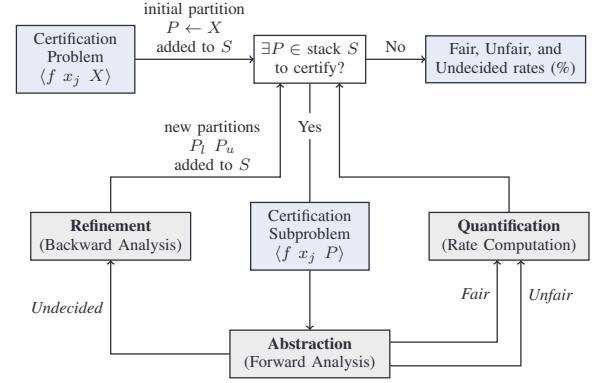 initial partition
P ← X
added to S
Certification
Problem
⟨f x_j X⟩
∃P ∈ stack S
to certify?
No
Fair, Unfair, and
Undecided rates (%)
new partitions
P_l P_u
added to S
Yes
Refinement
(Backward Analysis)
Certification
Subproblem
⟨f x_j P⟩
Quantification
(Rate Computation)
Undecided
Fair
Unfair
Abstraction
(Forward Analysis)